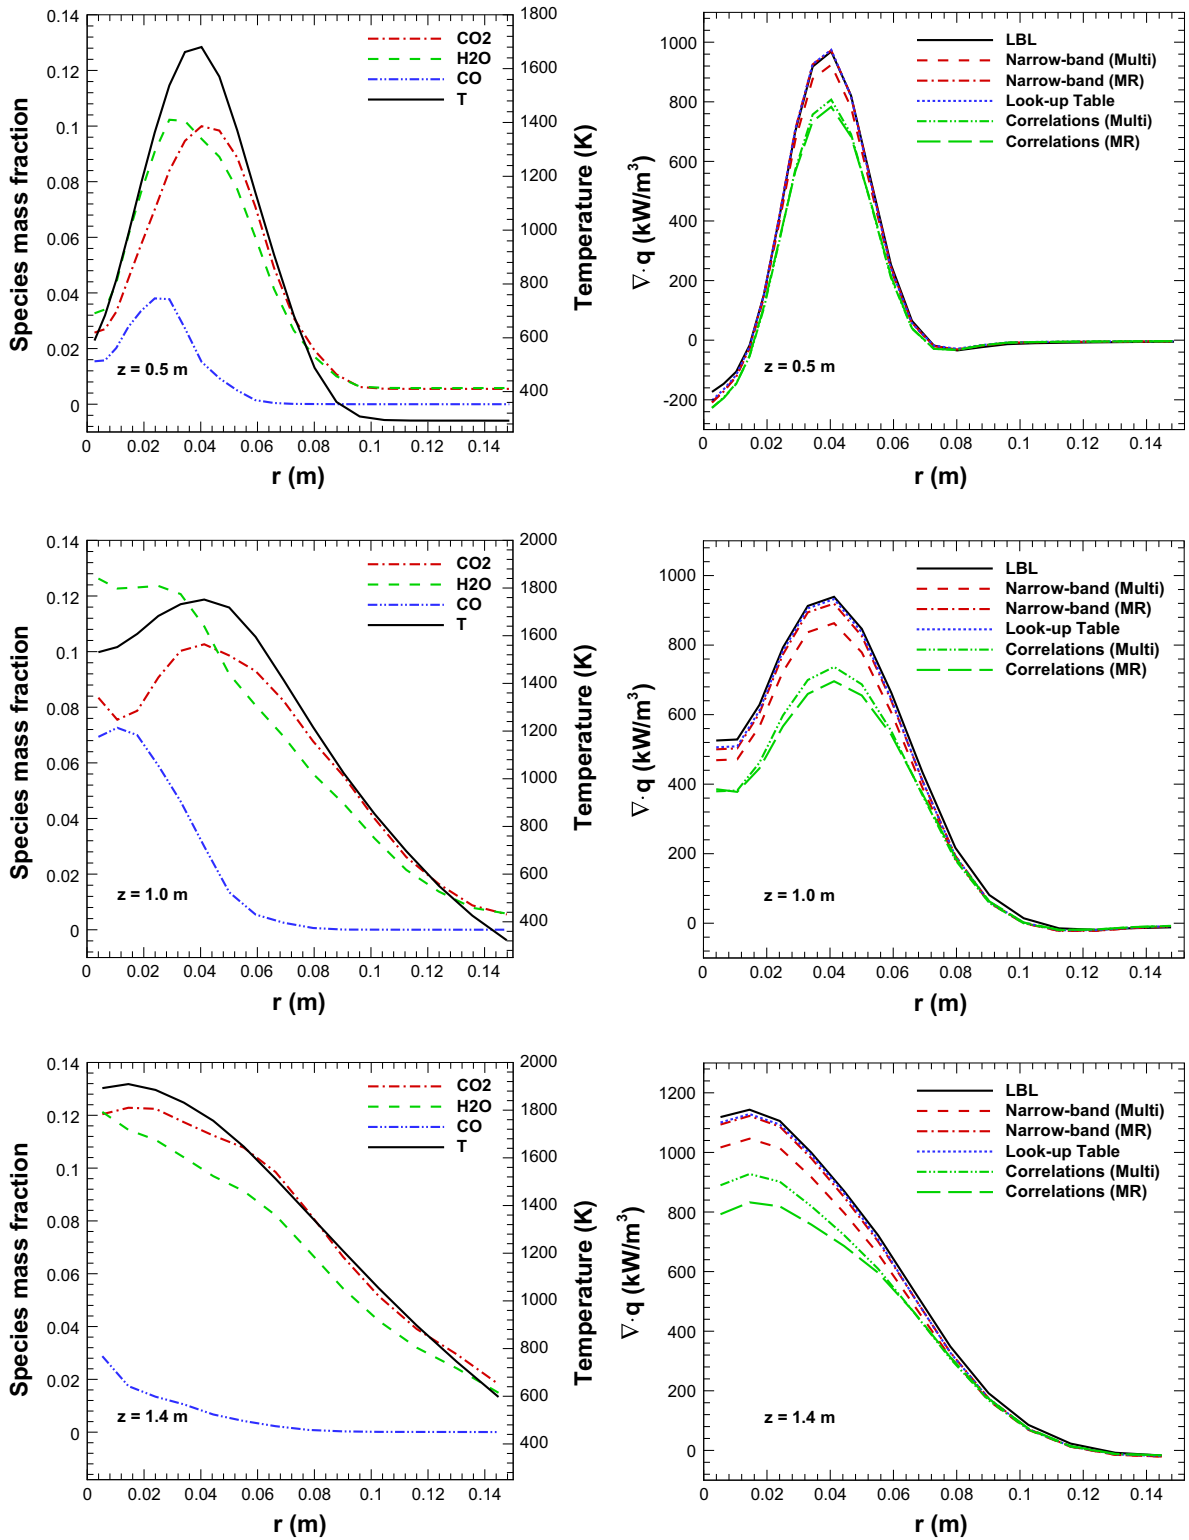 0.12
0.1
0.08
0.06
0.04
0.02
0
Species mass fraction
1800
1600
1400
1200
1000
800
600
400
Temperature (K)
CO2
H2O
CO
T
z = 0.5 m
0 0.02 0.04 0.06 0.08 0.1 0.12 0.14
r (m)
1000
800
600
400
200
0
-200
∇·q (kW/m³)
LBL
Narrow-band (Multi)
Narrow-band (MR)
Look-up Table
Correlations (Multi)
Correlations (MR)
z = 0.5 m
0 0.02 0.04 0.06 0.08 0.1 0.12 0.14
r (m)
0.14
0.12
0.1
0.08
0.06
0.04
0.02
0
Species mass fraction
2000
1800
1600
1400
1200
1000
800
600
400
Temperature (K)
CO2
H2O
CO
T
z = 1.0 m
0 0.02 0.04 0.06 0.08 0.1 0.12 0.14
r (m)
1000
800
600
400
200
0
∇·q (kW/m³)
LBL
Narrow-band (Multi)
Narrow-band (MR)
Look-up Table
Correlations (Multi)
Correlations (MR)
z = 1.0 m
0 0.02 0.04 0.06 0.08 0.1 0.12 0.14
r (m)
0.14
0.12
0.1
0.08
0.06
0.04
0.02
0
Species mass fraction
2000
1800
1600
1400
1200
1000
800
600
400
Temperature (K)
CO2
H2O
CO
T
z = 1.4 m
0 0.02 0.04 0.06 0.08 0.1 0.12 0.14
r (m)
1200
1000
800
600
400
200
0
∇·q (kW/m³)
LBL
Narrow-band (Multi)
Narrow-band (MR)
Look-up Table
Correlations (Multi)
Correlations (MR)
z = 1.4 m
0 0.02 0.04 0.06 0.08 0.1 0.12 0.14
r (m)